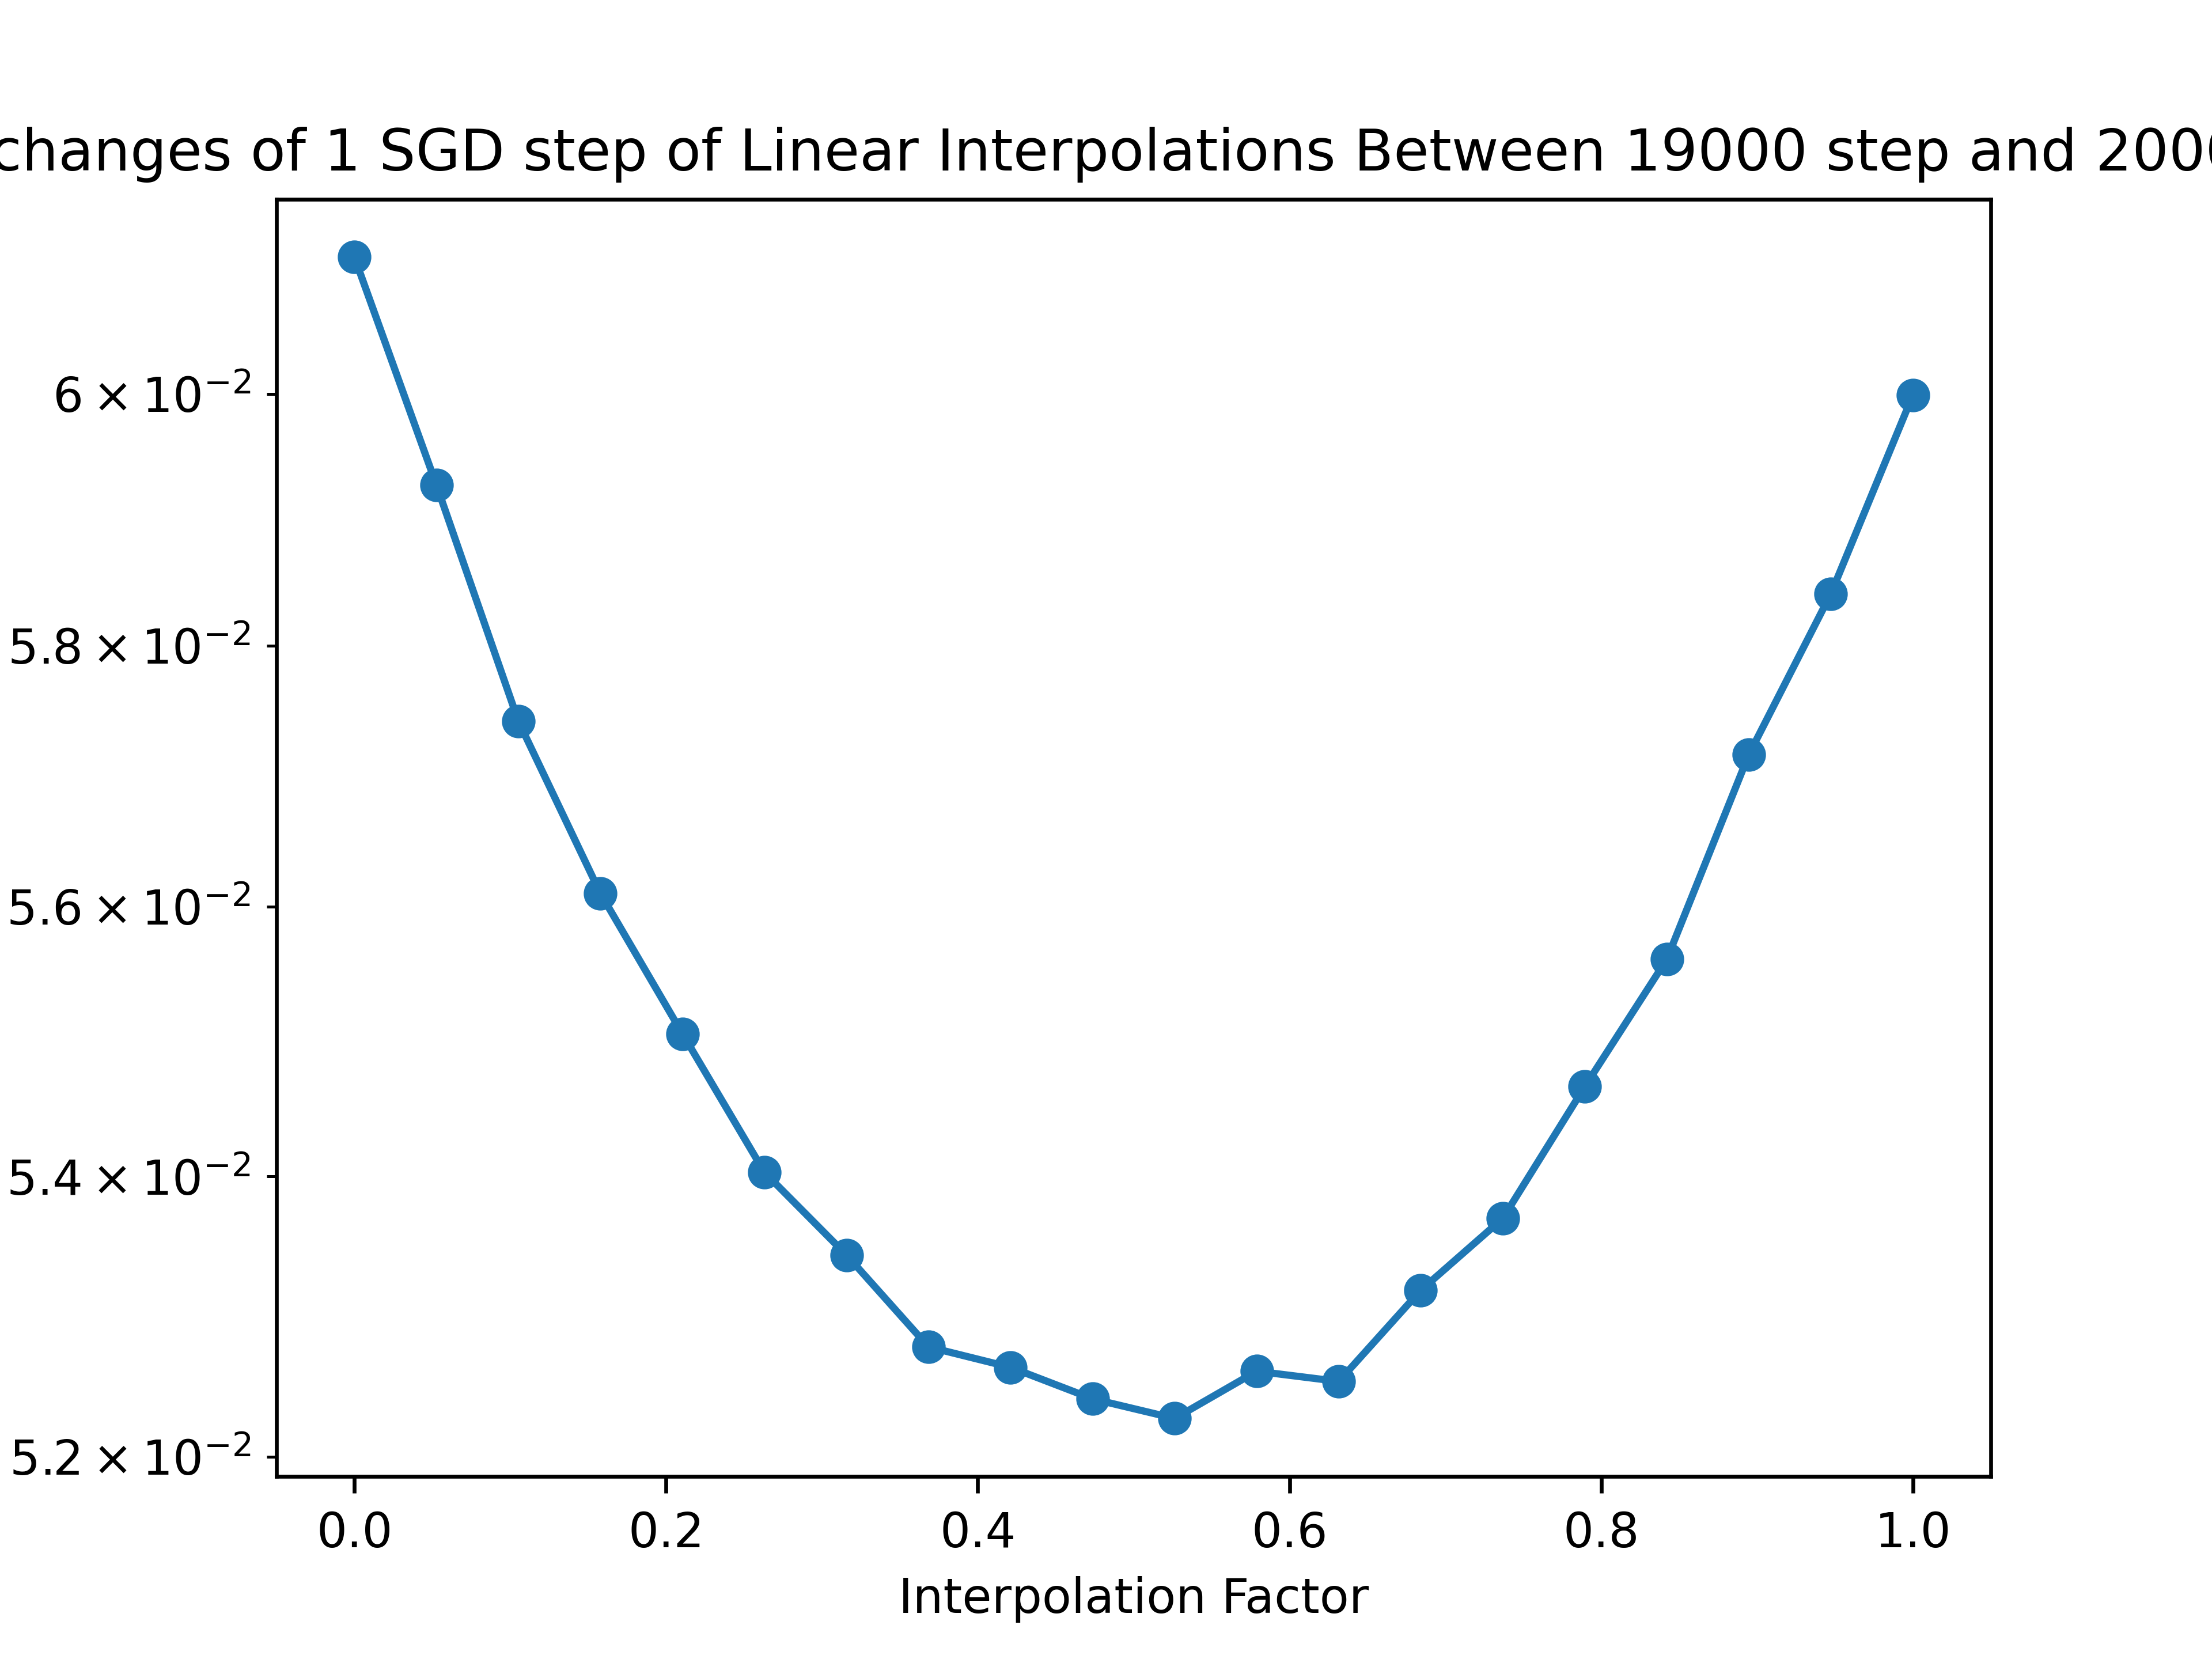 changes of 1 SGD step of Linear Interpolations Between 19000 step and 2000
6 × 10⁻²
5.8 × 10⁻²
5.6 × 10⁻²
5.4 × 10⁻²
5.2 × 10⁻²
0.0 0.2 0.4 0.6 0.8 1.0
Interpolation Factor